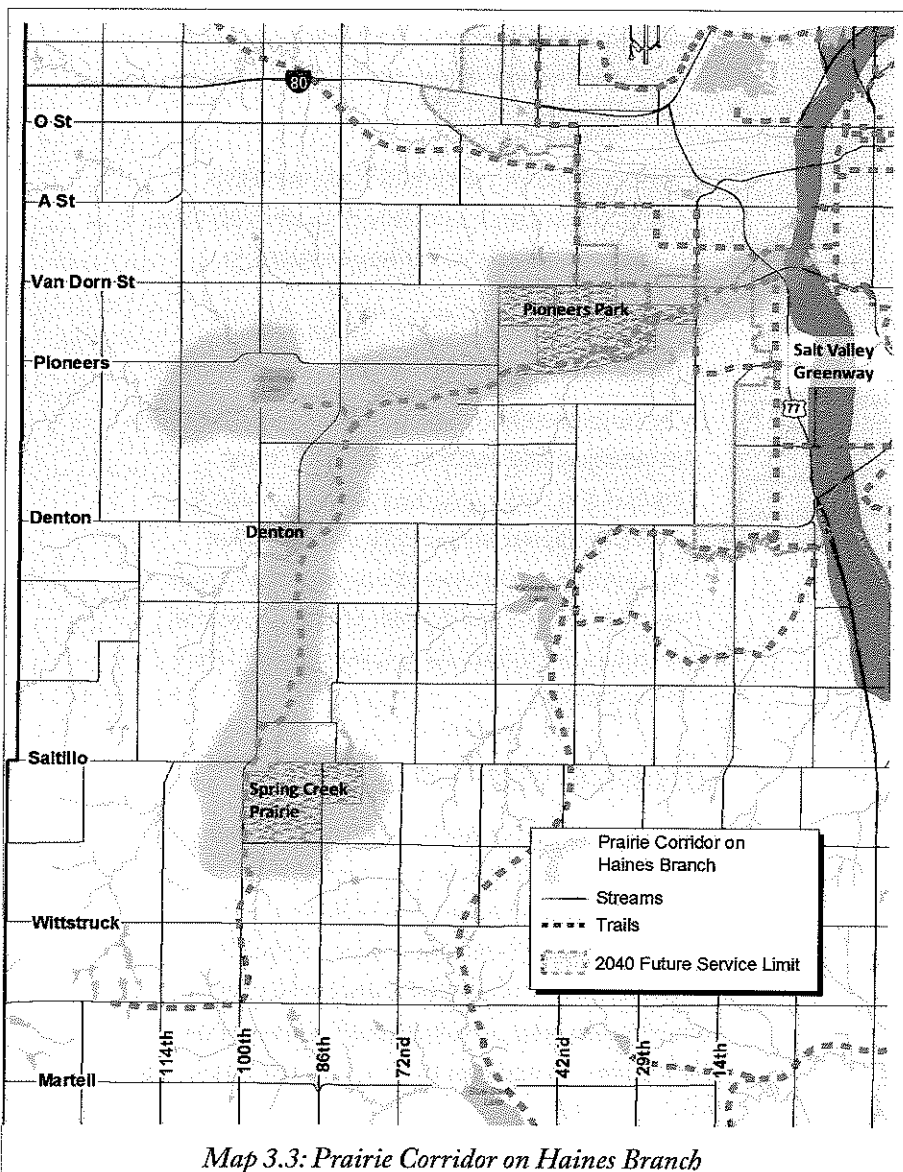 80
O St
A St
Van Dorn St
Pioneers Park
Pioneers
Salt Valley
Greenway
77
Denton
Denton
Saltillo
Spring Creek
Prairie
Prairie Corridor on
Haines Branch
Streams
Trails
2040 Future Service Limit
Wittstruck
114th
100th
86th
72nd
42nd
29th
14th
Martell
Map 3.3: Prairie Corridor on Haines Branch